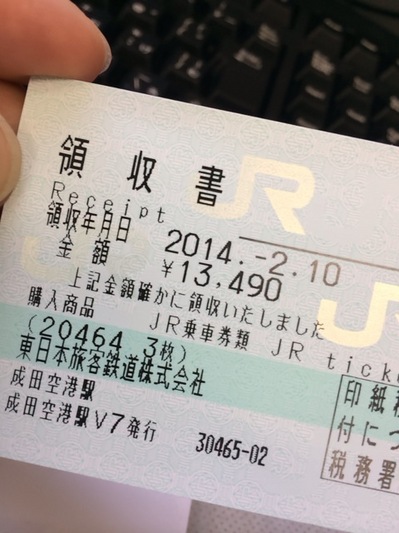 領収書
Receipt
領収年月日 2014.-2.10
金額 ¥13,490
上記金額確かに領収いたしました
購入商品 JR乗車券類 JR tick
(20464 3枚)
東日本旅客鉄道株式会社
成田空港駅
成田空港駅V7発行 30465-02
印紙税
付につ
税務署
JR